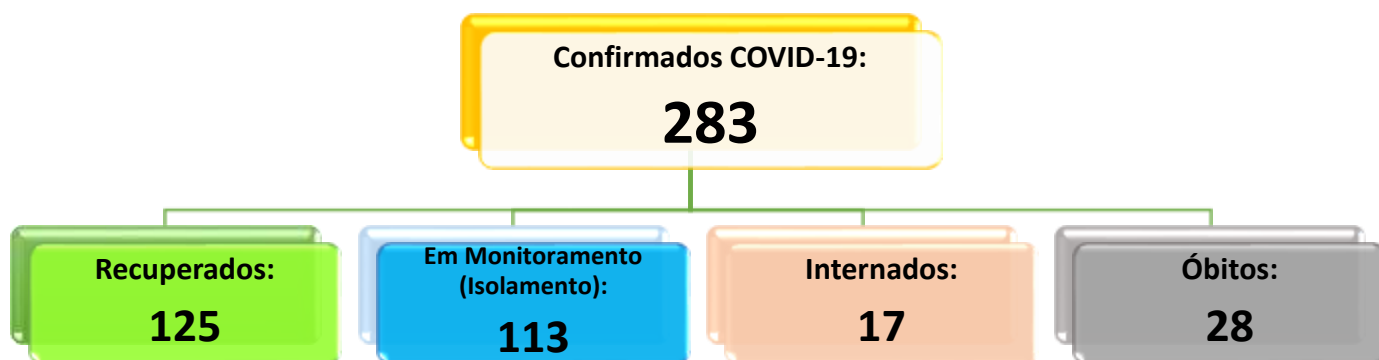 Confirmados COVID-19:
283
Recuperados:
125
Em Monitoramento
(Isolamento):
113
Internados:
17
Óbitos:
28